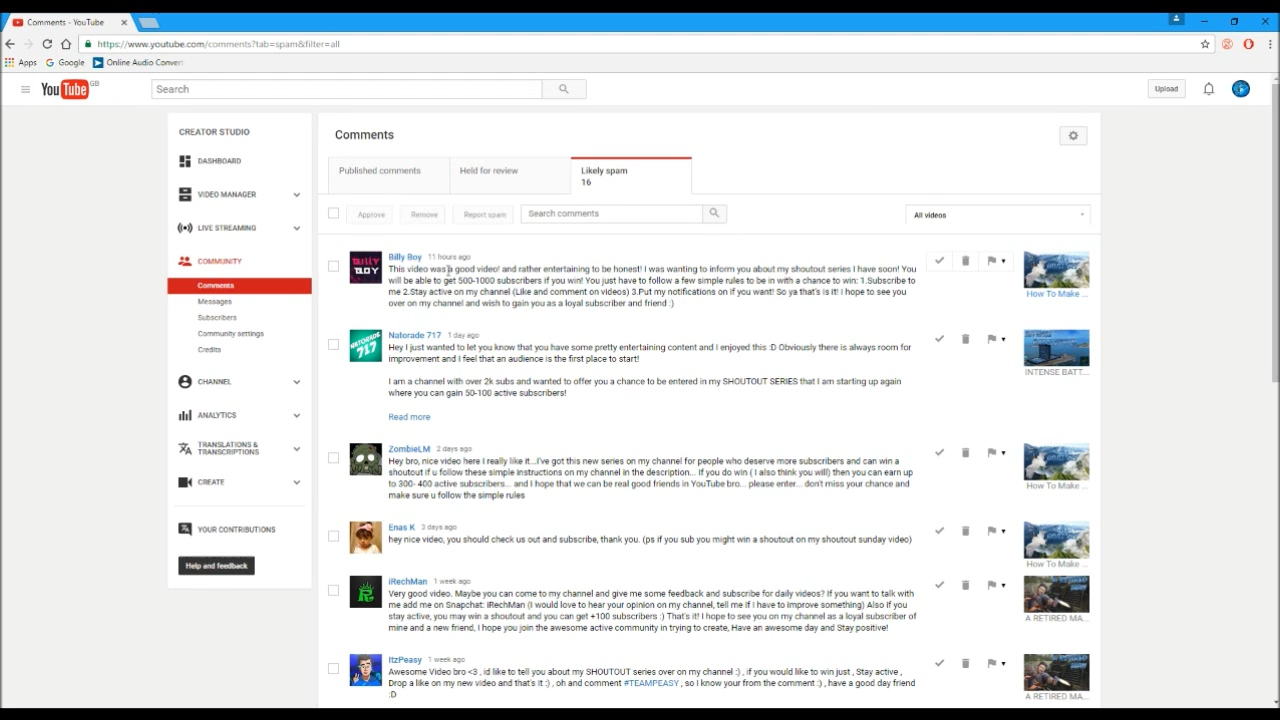 Comments - YouTube
https://www.youtube.com/comments?tab=spam&filter=all
Apps Google Online Audio Convert
YouTube GB
Search
Upload
CREATOR STUDIO
DASHBOARD
VIDEO MANAGER
LIVE STREAMING
COMMUNITY
Comments
Messages
Subscribers
Community settings
Credits
CHANNEL
ANALYTICS
TRANSLATIONS &
TRANSCRIPTIONS
CREATE
YOUR CONTRIBUTIONS
Help and feedback
Comments
Published comments
Held for review
Likely spam
16
Approve Remove Report spam Search comments All videos
BILLY
BOY
Billy Boy 11 hours ago
This video was a good video! and rather entertaining to be honest! I was wanting to inform you about my shoutout series I have soon! You
will be able to get 500-1000 subscribers if you win! You just have to follow a few simple rules to be in with a chance to win: 1.Subscribe to
me 2.Stay active on my channel (Like and comment on videos) 3.Put my notifications on if you want! So ya that's is it! I hope to see you
over on my channel and wish to gain you as a loyal subscriber and friend :)
How To Make ...
NATORADE
717
Natorade 717 1 day ago
Hey I just wanted to let you know that you have some pretty entertaining content and I enjoyed this :D Obviously there is always room for
improvement and I feel that an audience is the first place to start!
I am a channel with over 2k subs and wanted to offer you a chance to be entered in my SHOUTOUT SERIES that I am starting up again
where you can gain 50-100 active subscribers!
Read more
INTENSE BATT...
ZombieLM 2 days ago
Hey bro, nice video here I really like it...I've got this new series on my channel for people who deserve more subscribers and can win a
shoutout if u follow these simple instructions on my channel in the description... If you do win ( I also think you will) then you can earn up
to 300- 400 active subscribers... and I hope that we can be real good friends in YouTube bro... please enter... don't miss your chance and
make sure u follow the simple rules
How To Make ...
Enas K 3 days ago
hey nice video, you should check us out and subscribe, thank you. (ps if you sub you might win a shoutout on my shoutout sunday video)
How To Make ...
iRechMan 1 week ago
Very good video. Maybe you can come to my channel and give me some feedback and subscribe for daily videos? If you want to talk with
me add me on Snapchat: iRechMan (I would love to hear your opinion on my channel, tell me if I have to improve something) Also if you
stay active, you may win a shoutout and you can get +100 subscribers :) That's it! I hope to see you on my channel as a loyal subscriber of
mine and a new friend, I hope you join the awesome active community in trying to create, Have an awesome day and Stay positive!
A RETIRED MA...
ItzPeasy 1 week ago
Awesome Video bro <3 , id like to tell you about my SHOUTOUT series over on my channel :) , if you would like to win just , Stay active ,
Drop a like on my new video and that's it :) , oh and comment #TEAMPEASY , so I know your from the comment :) , have a good day friend
:D
A RETIRED MA...